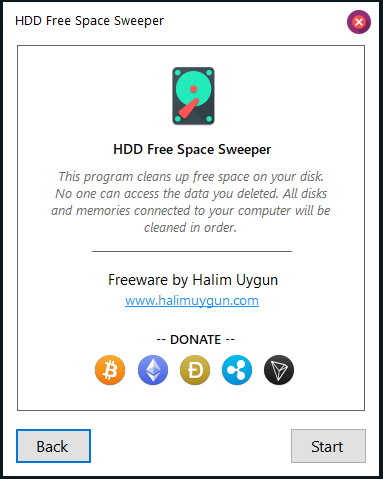 HDD Free Space Sweeper
HDD Free Space Sweeper
This program cleans up free space on your disk.
No one can access the data you deleted. All disks
and memories connected to your computer will be
cleaned in order.
Freeware by Halim Uygun
www.halimuygun.com
-- DONATE --
Back
Start